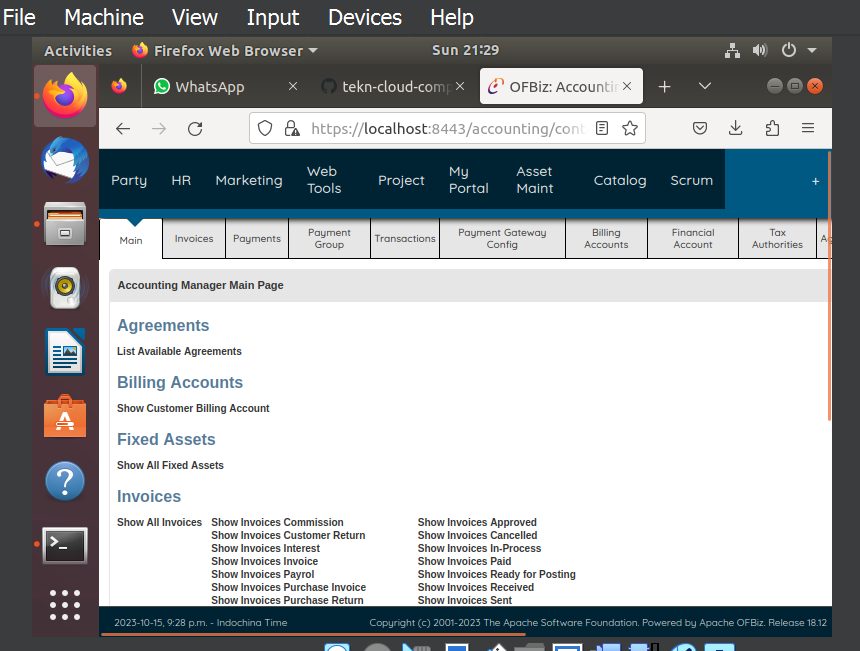 File Machine View Input Devices Help
Activities Firefox Web Browser Sun 21:29
WhatsApp tekn-cloud-comp OFBiz: Accountin
https://localhost:8443/accounting/cont
Party HR Marketing Web Tools Project My Portal Asset Maint Catalog Scrum +
Main Invoices Payments Payment Group Transactions Payment Gateway Config Billing Accounts Financial Account Tax Authorities
Accounting Manager Main Page
Agreements
List Available Agreements
Billing Accounts
Show Customer Billing Account
Fixed Assets
Show All Fixed Assets
Invoices
Show All Invoices Show Invoices Commission Show Invoices Approved
Show Invoices Customer Return Show Invoices Cancelled
Show Invoices Interest Show Invoices In-Process
Show Invoices Invoice Show Invoices Paid
Show Invoices Payrol Show Invoices Ready for Posting
Show Invoices Purchase Invoice Show Invoices Received
Show Invoices Purchase Return Show Invoices Sent
2023-10-15, 9:28 p.m. - Indochina Time Copyright (c) 2001-2023 The Apache Software Foundation. Powered by Apache OFBiz. Release 18.12